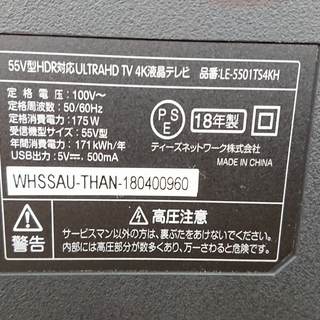 55V型HDR対応ULTRAHD TV 4K液晶テレビ 品番:LE-5501TS4KH
定格電圧:100V～
定格周波数:50/60Hz
定格消費電力:175W
受信機型サイズ:55V型
年間消費電力:171kWh/年
USB出力:5V⎓ 500mA
PSE
18年製
ティーズネットワーク株式会社
MADE IN CHINA
WHSSAU-THAN-180400960
警告
高圧注意
サービスマン以外の方は、裏ぶたをあけないでください。
内部には高圧部分が数多くあり、万一さわると危険です。